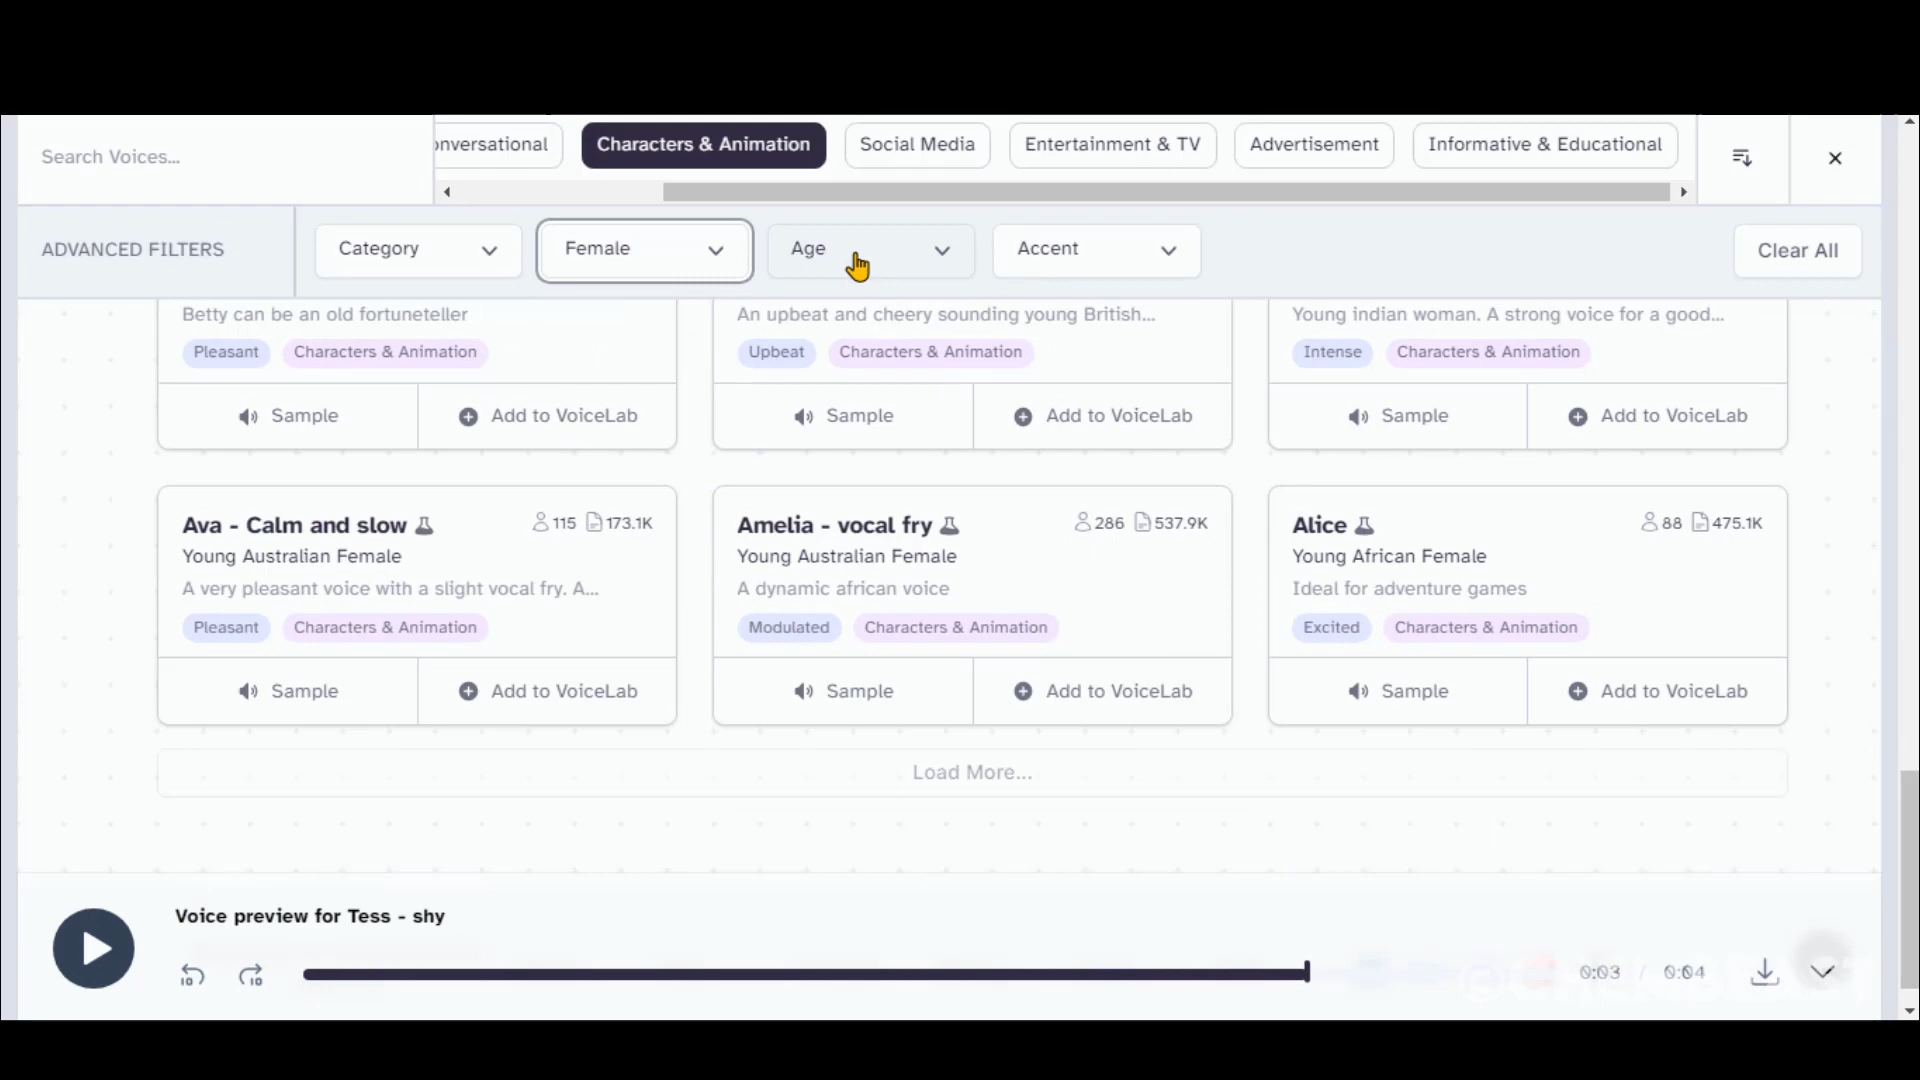 Search Voices...
onversational
Characters & Animation
Social Media
Entertainment & TV
Advertisement
Informative & Educational
ADVANCED FILTERS
Category
Female
Age
Accent
Clear All
Betty can be an old fortuneteller
An upbeat and cheery sounding young British...
Young indian woman. A strong voice for a good...
Pleasant Characters & Animation
Upbeat Characters & Animation
Intense Characters & Animation
Sample Add to VoiceLab
Sample Add to VoiceLab
Sample Add to VoiceLab
Ava - Calm and slow 115 173.1K
Young Australian Female
A very pleasant voice with a slight vocal fry. A...
Pleasant Characters & Animation
Sample Add to VoiceLab
Amelia - vocal fry 286 537.9K
Young Australian Female
A dynamic african voice
Modulated Characters & Animation
Sample Add to VoiceLab
Alice 88 475.1K
Young African Female
Ideal for adventure games
Excited Characters & Animation
Sample Add to VoiceLab
Load More...
Voice preview for Tess - shy
10 10
0:03 / 0:04